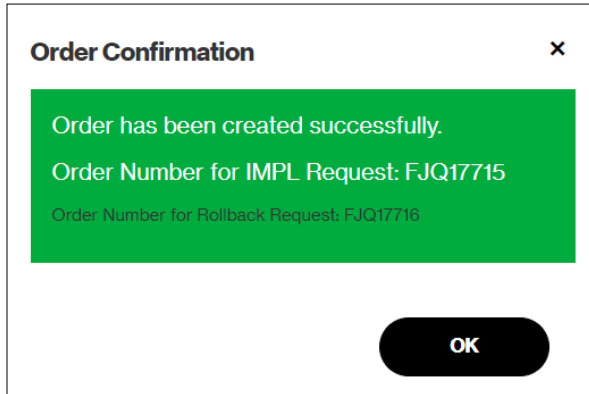 Order Confirmation
×
Order has been created successfully.
Order Number for IMPL Request: FJQ17715
Order Number for Rollback Request: FJQ17716
OK